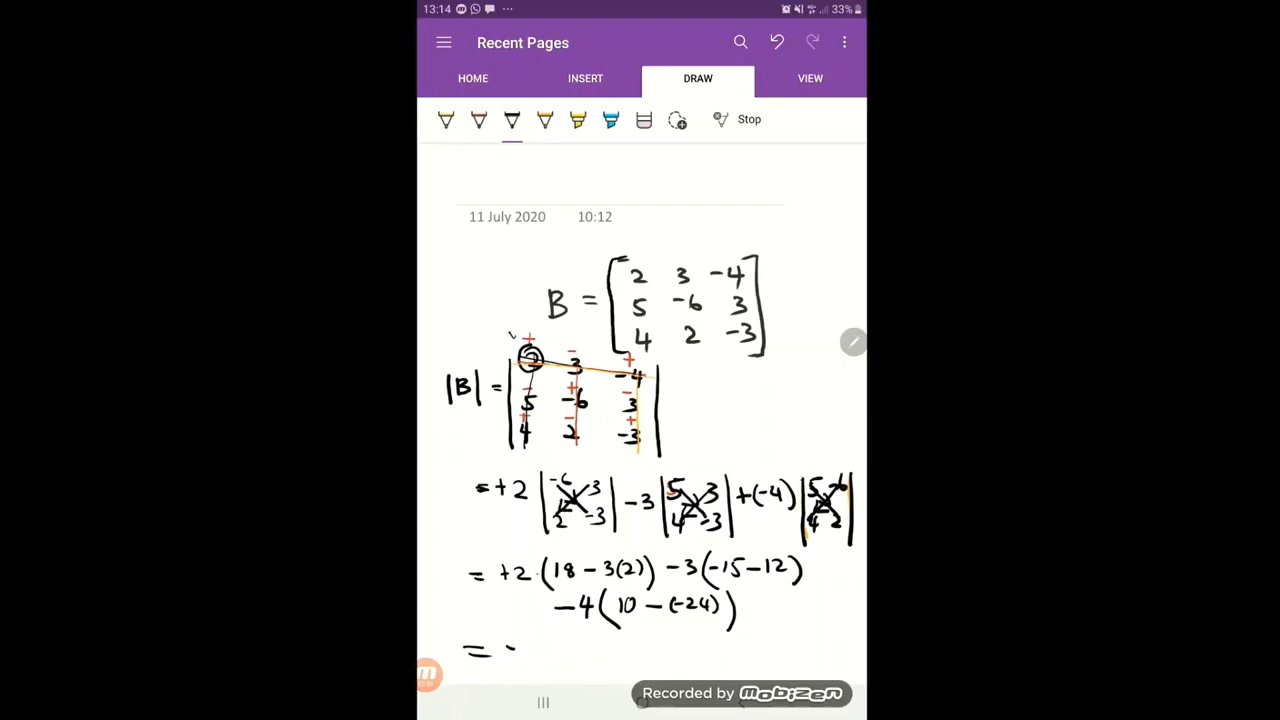 13:14 ... 33%
Recent Pages
HOME INSERT DRAW VIEW
Stop
11 July 2020 10:12
B = [ 2 3 -4
5 -6 3
4 2 -3 ]
+ - +
|B| = | 2 3 -4
- + -
5 -6 3
+ - +
4 2 -3 |
= +2 | -6 3 | - 3 | 5 3 | + (-4) | 5 -6 |
| 2 -3 | | 4 -3 | | 4 2 |
= +2 (18 - 3(2)) - 3(-15 - 12)
- 4 (10 - (-24))
=
Recorded by MOBIZEN